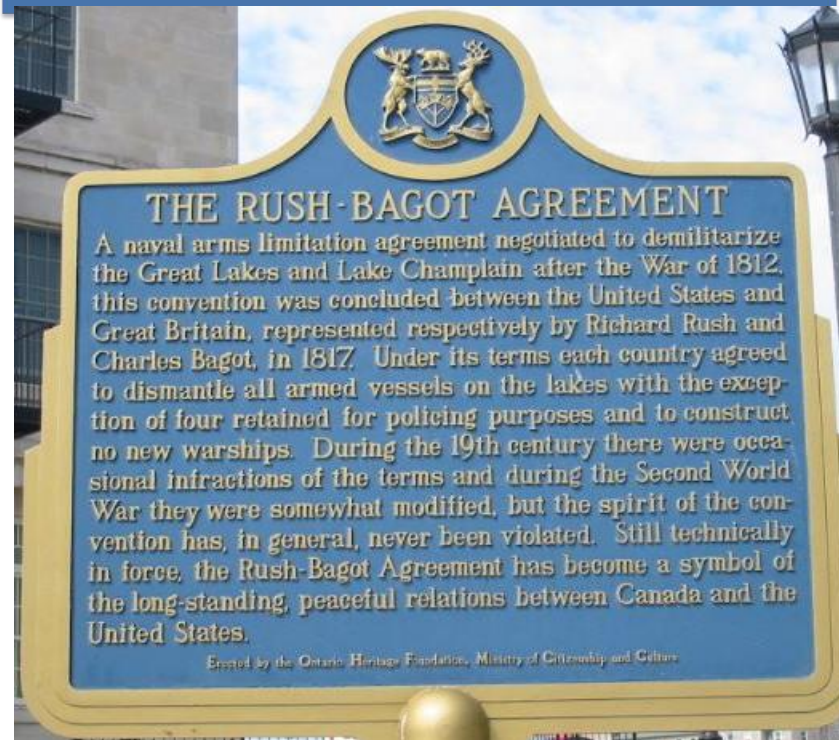 THE RUSH-BAGOT AGREEMENT
A naval arms limitation agreement negotiated to demilitarize
the Great Lakes and Lake Champlain after the War of 1812,
this convention was concluded between the United States and
Great Britain, represented respectively by Richard Rush and
Charles Bagot, in 1817. Under its terms each country agreed
to dismantle all armed vessels on the lakes with the excep-
tion of four retained for policing purposes and to construct
no new warships. During the 19th century there were occa-
sional infractions of the terms and during the Second World
War they were somewhat modified, but the spirit of the con-
vention has, in general, never been violated. Still technically
in force, the Rush-Bagot Agreement has become a symbol of
the long-standing, peaceful relations between Canada and the
United States.
Erected by the Ontario Heritage Foundation, Ministry of Citizenship and Culture